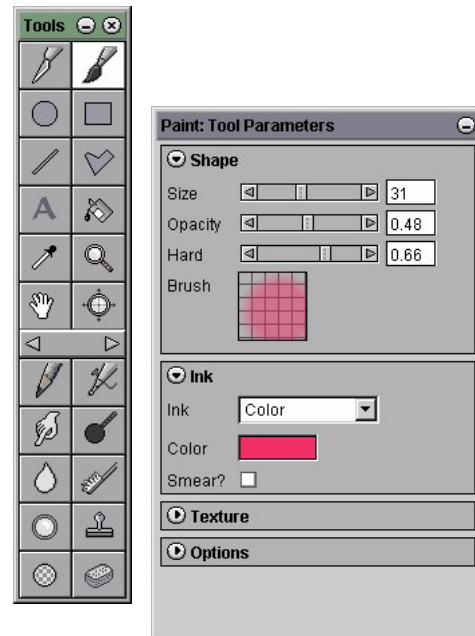 Tools
A
Paint: Tool Parameters
Shape
Size 31
Opacity 0.48
Hard 0.66
Brush
Ink
Ink Color
Color
Smear?
Texture
Options